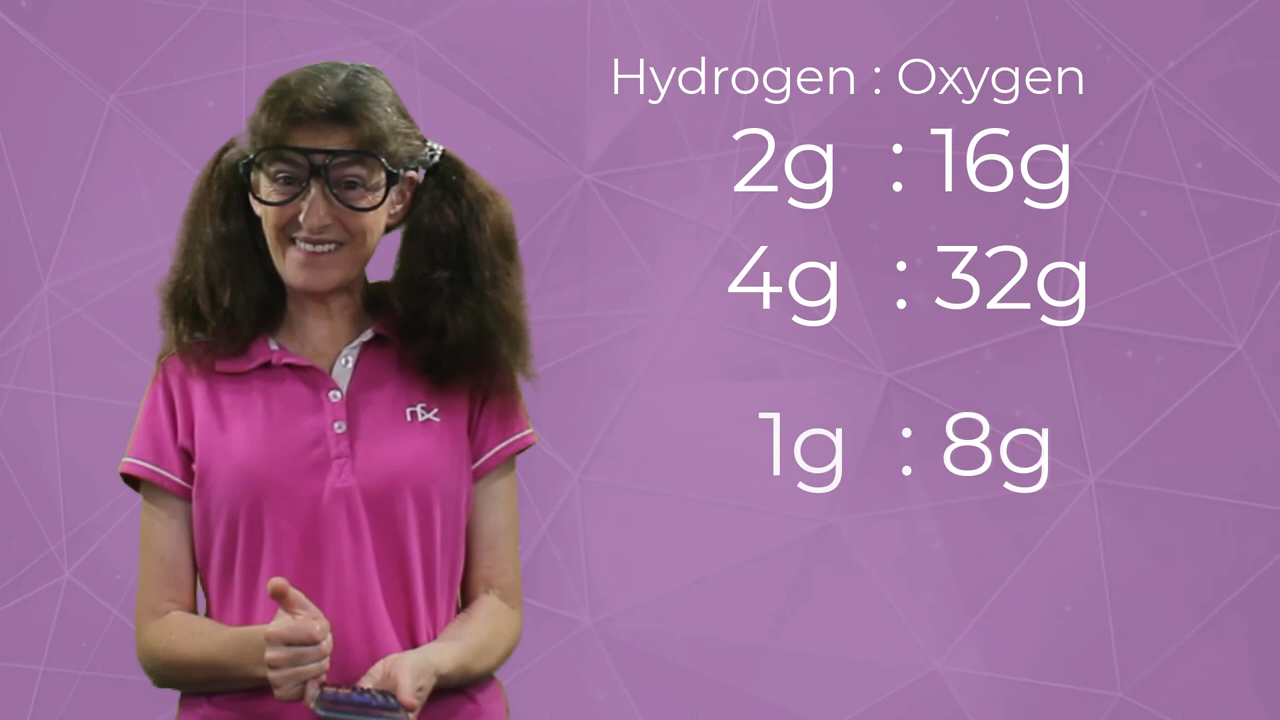 Hydrogen : Oxygen
2g : 16g
4g : 32g
1g : 8g